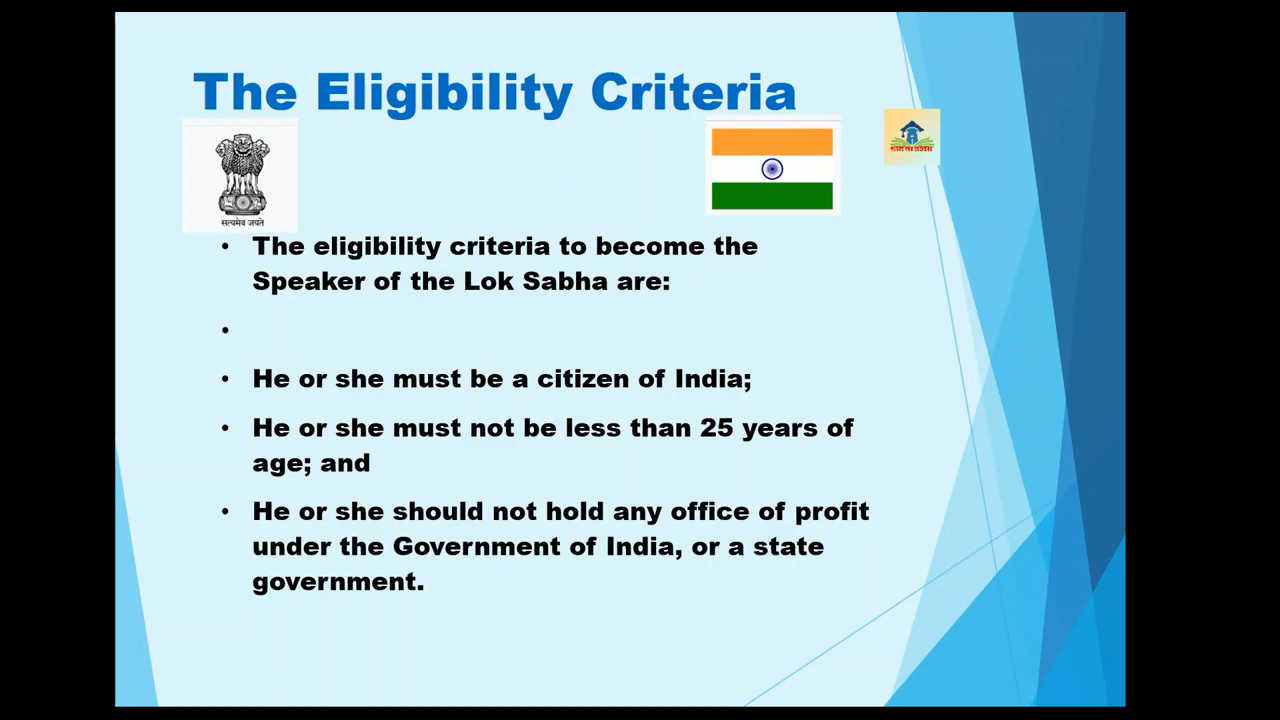 The Eligibility Criteria
सत्यमेव जयते
• The eligibility criteria to become the
Speaker of the Lok Sabha are:
•
• He or she must be a citizen of India;
• He or she must not be less than 25 years of
age; and
• He or she should not hold any office of profit
under the Government of India, or a state
government.